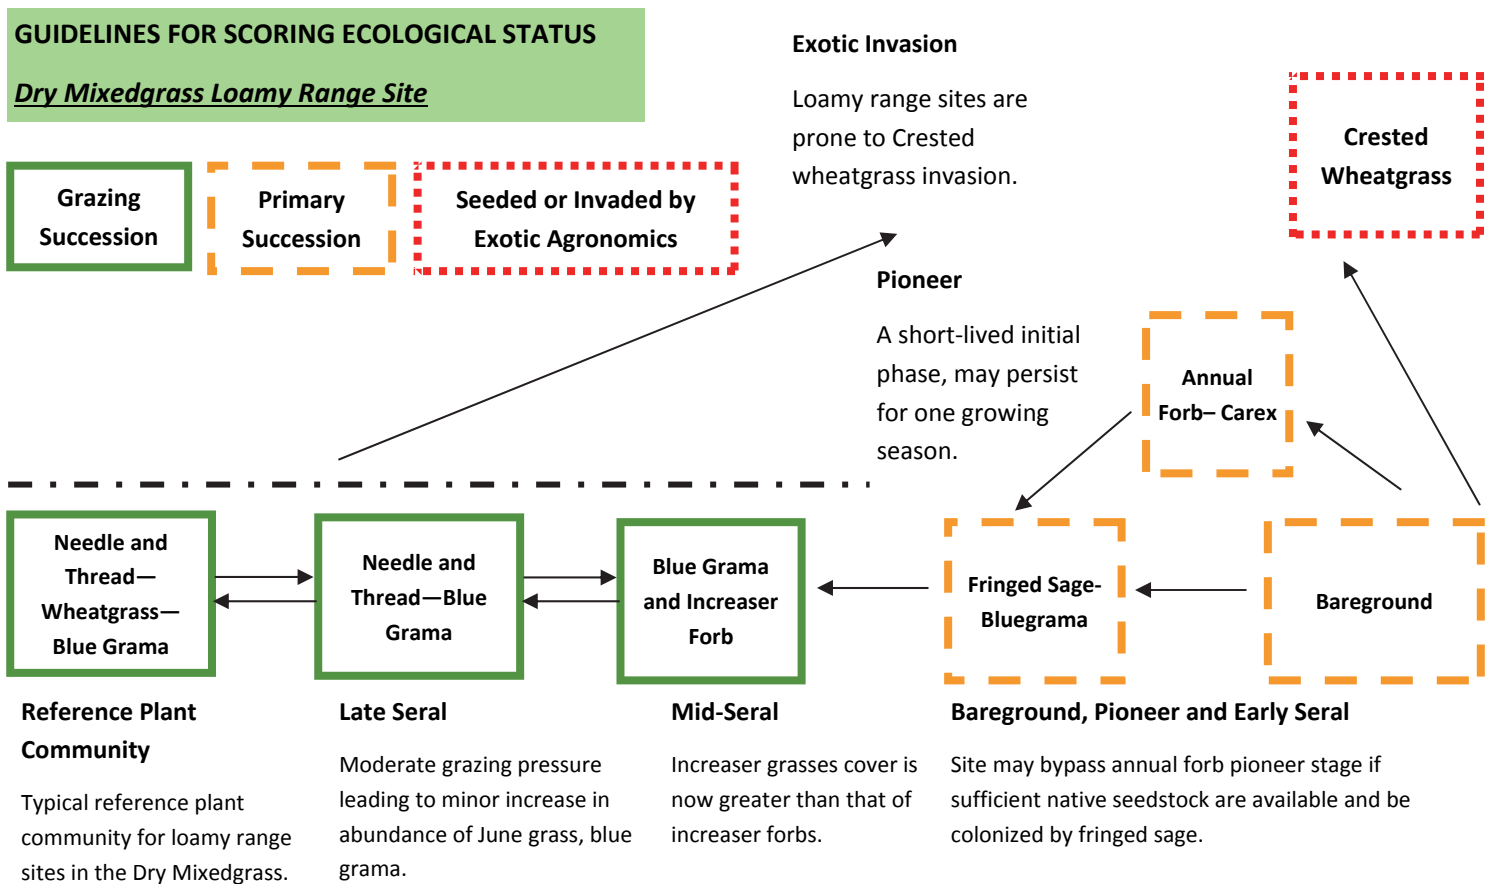 GUIDELINES FOR SCORING ECOLOGICAL STATUS
Dry Mixedgrass Loamy Range Site
Grazing
Succession
Primary
Succession
Seeded or Invaded by
Exotic Agronomics
Exotic Invasion
Loamy range sites are
prone to Crested
wheatgrass invasion.
Crested
Wheatgrass
Pioneer
A short-lived initial
phase, may persist
for one growing
season.
Annual
Forb– Carex
Needle and
Thread—
Wheatgrass—
Blue Grama
Needle and
Thread—Blue
Grama
Blue Grama
and Increaser
Forb
Fringed Sage-
Bluegrama
Bareground
Reference Plant
Community
Typical reference plant
community for loamy range
sites in the Dry Mixedgrass.
Late Seral
Moderate grazing pressure
leading to minor increase in
abundance of June grass, blue
grama.
Mid-Seral
Increaser grasses cover is
now greater than that of
increaser forbs.
Bareground, Pioneer and Early Seral
Site may bypass annual forb pioneer stage if
sufficient native seedstock are available and be
colonized by fringed sage.